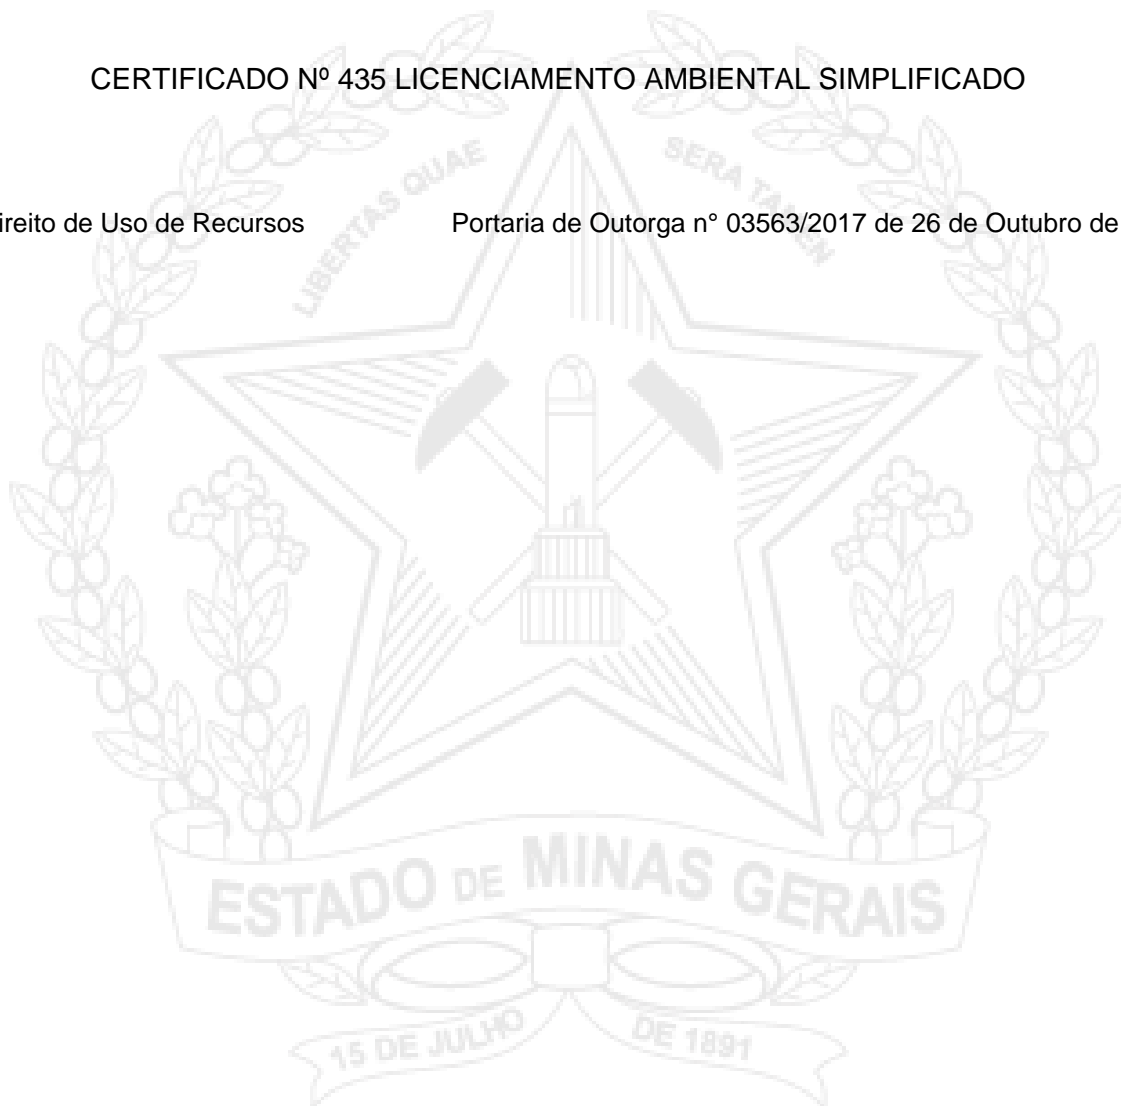 CERTIFICADO Nº 435 LICENCIAMENTO AMBIENTAL SIMPLIFICADO
LIBERTAS QUAE SERA TAMEN
ireito de Uso de Recursos Portaria de Outorga n° 03563/2017 de 26 de Outubro de
ESTADO DE MINAS GERAIS
15 DE JULHO DE 1891